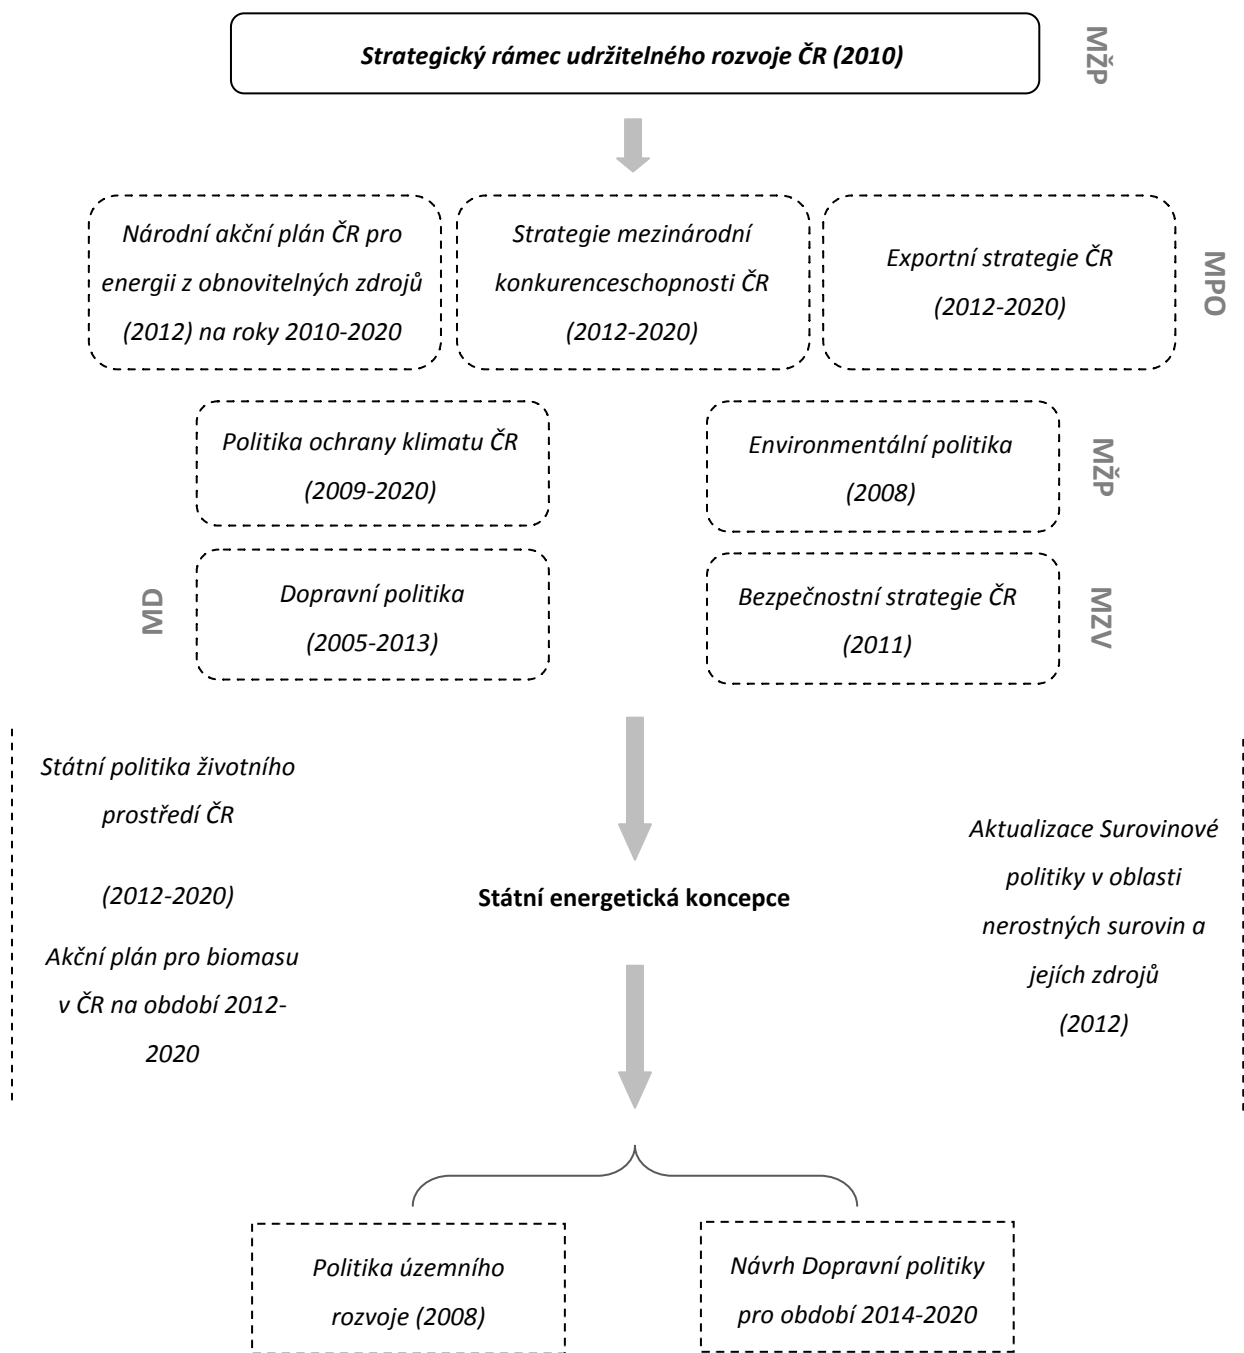 Strategický rámec udržitelného rozvoje ČR (2010)
MŽP
Národní akční plán ČR pro
energii z obnovitelných zdrojů
(2012) na roky 2010-2020
Strategie mezinárodní
konkurenceschopnosti ČR
(2012-2020)
Exportní strategie ČR
(2012-2020)
MPO
Politika ochrany klimatu ČR
(2009-2020)
Environmentální politika
(2008)
MŽP
MD
Dopravní politika
(2005-2013)
Bezpečnostní strategie ČR
(2011)
MZV
Státní politika životního
prostředí ČR
(2012-2020)
Akční plán pro biomasu
v ČR na období 2012-
2020
Státní energetická koncepce
Aktualizace Surovinové
politiky v oblasti
nerostných surovin a
jejích zdrojů
(2012)
Politika územního
rozvoje (2008)
Návrh Dopravní politiky
pro období 2014-2020